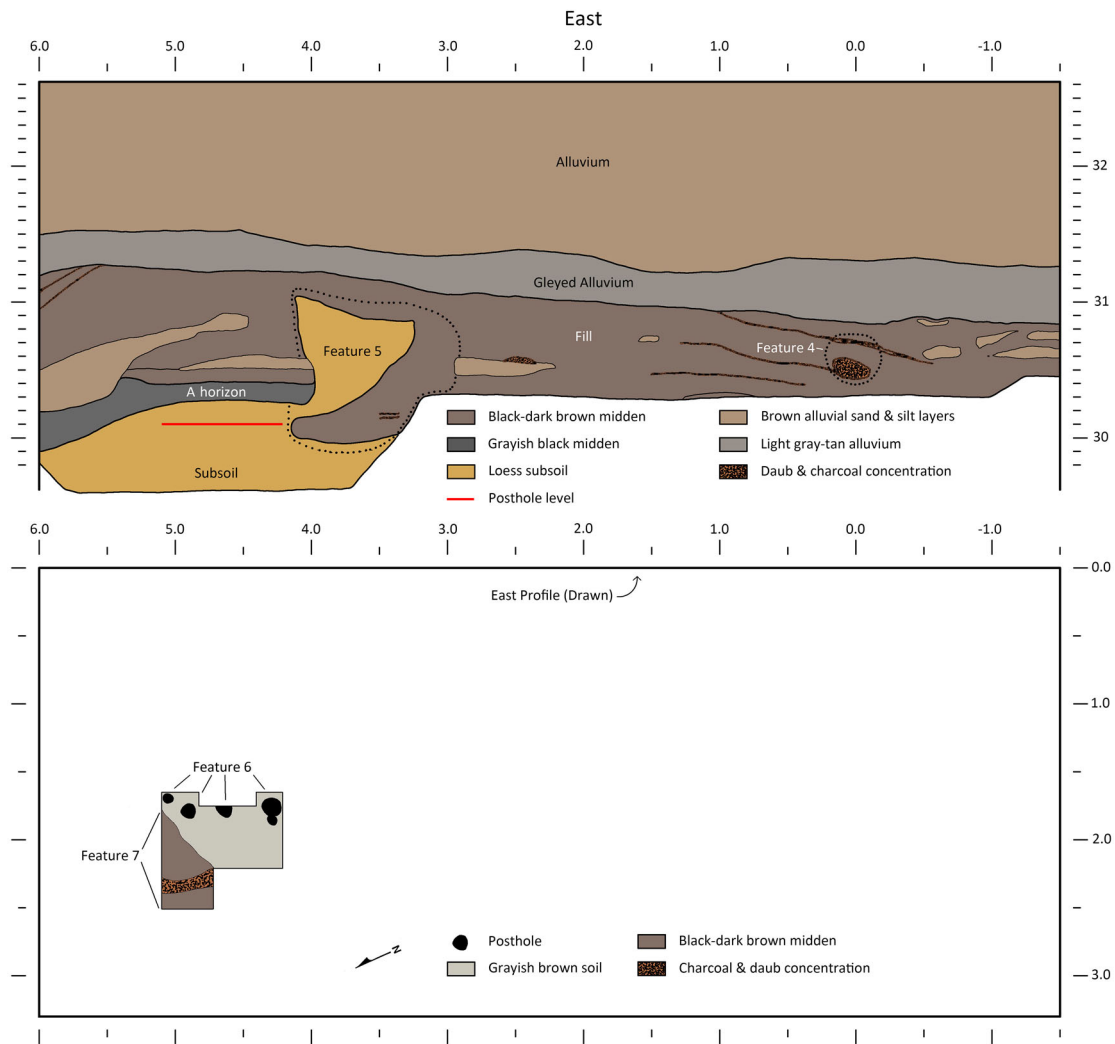 East
6.0 5.0 4.0 3.0 2.0 1.0 0.0 -1.0
Alluvium
32
Gleyed Alluvium
31
Fill
Feature 4
Feature 5
A horizon
Black-dark brown midden
Brown alluvial sand & silt layers
30
Grayish black midden
Light gray-tan alluvium
Subsoil
Loess subsoil
Daub & charcoal concentration
Posthole level
6.0 5.0 4.0 3.0 2.0 1.0 0.0 -1.0
0.0
East Profile (Drawn)
1.0
Feature 6
2.0
Feature 7
Posthole
Black-dark brown midden
N
Grayish brown soil
Charcoal & daub concentration
3.0